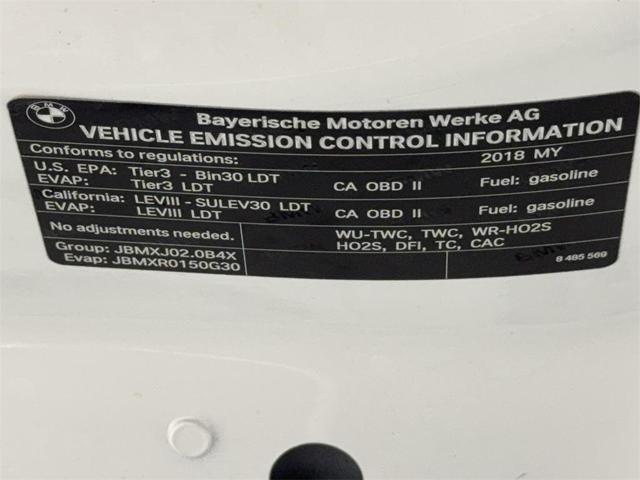 BMW
Bayerische Motoren Werke AG
VEHICLE EMISSION CONTROL INFORMATION
Conforms to regulations: 2018 MY
U.S. EPA: Tier3 - Bin30 LDT
EVAP: Tier3 LDT CA OBD II Fuel: gasoline
California: LEVIII - SULEV30 LDT
EVAP: LEVIII LDT CA OBD II Fuel: gasoline
No adjustments needed. WU-TWC, TWC, WR-HO2S
HO2S, DFI, TC, CAC
Group: JBMXJ02.0B4X
Evap: JBMXR0150G30
8 485 569